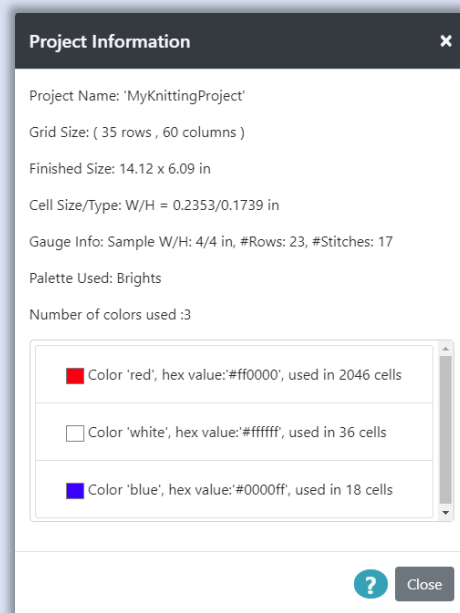 Project Information ×
Project Name: 'MyKnittingProject'
Grid Size: ( 35 rows , 60 columns )
Finished Size: 14.12 x 6.09 in
Cell Size/Type: W/H = 0.2353/0.1739 in
Gauge Info: Sample W/H: 4/4 in, #Rows: 23, #Stitches: 17
Palette Used: Brights
Number of colors used :3
Color 'red', hex value:'#ff0000', used in 2046 cells
Color 'white', hex value:'#ffffff', used in 36 cells
Color 'blue', hex value:'#0000ff', used in 18 cells
? Close